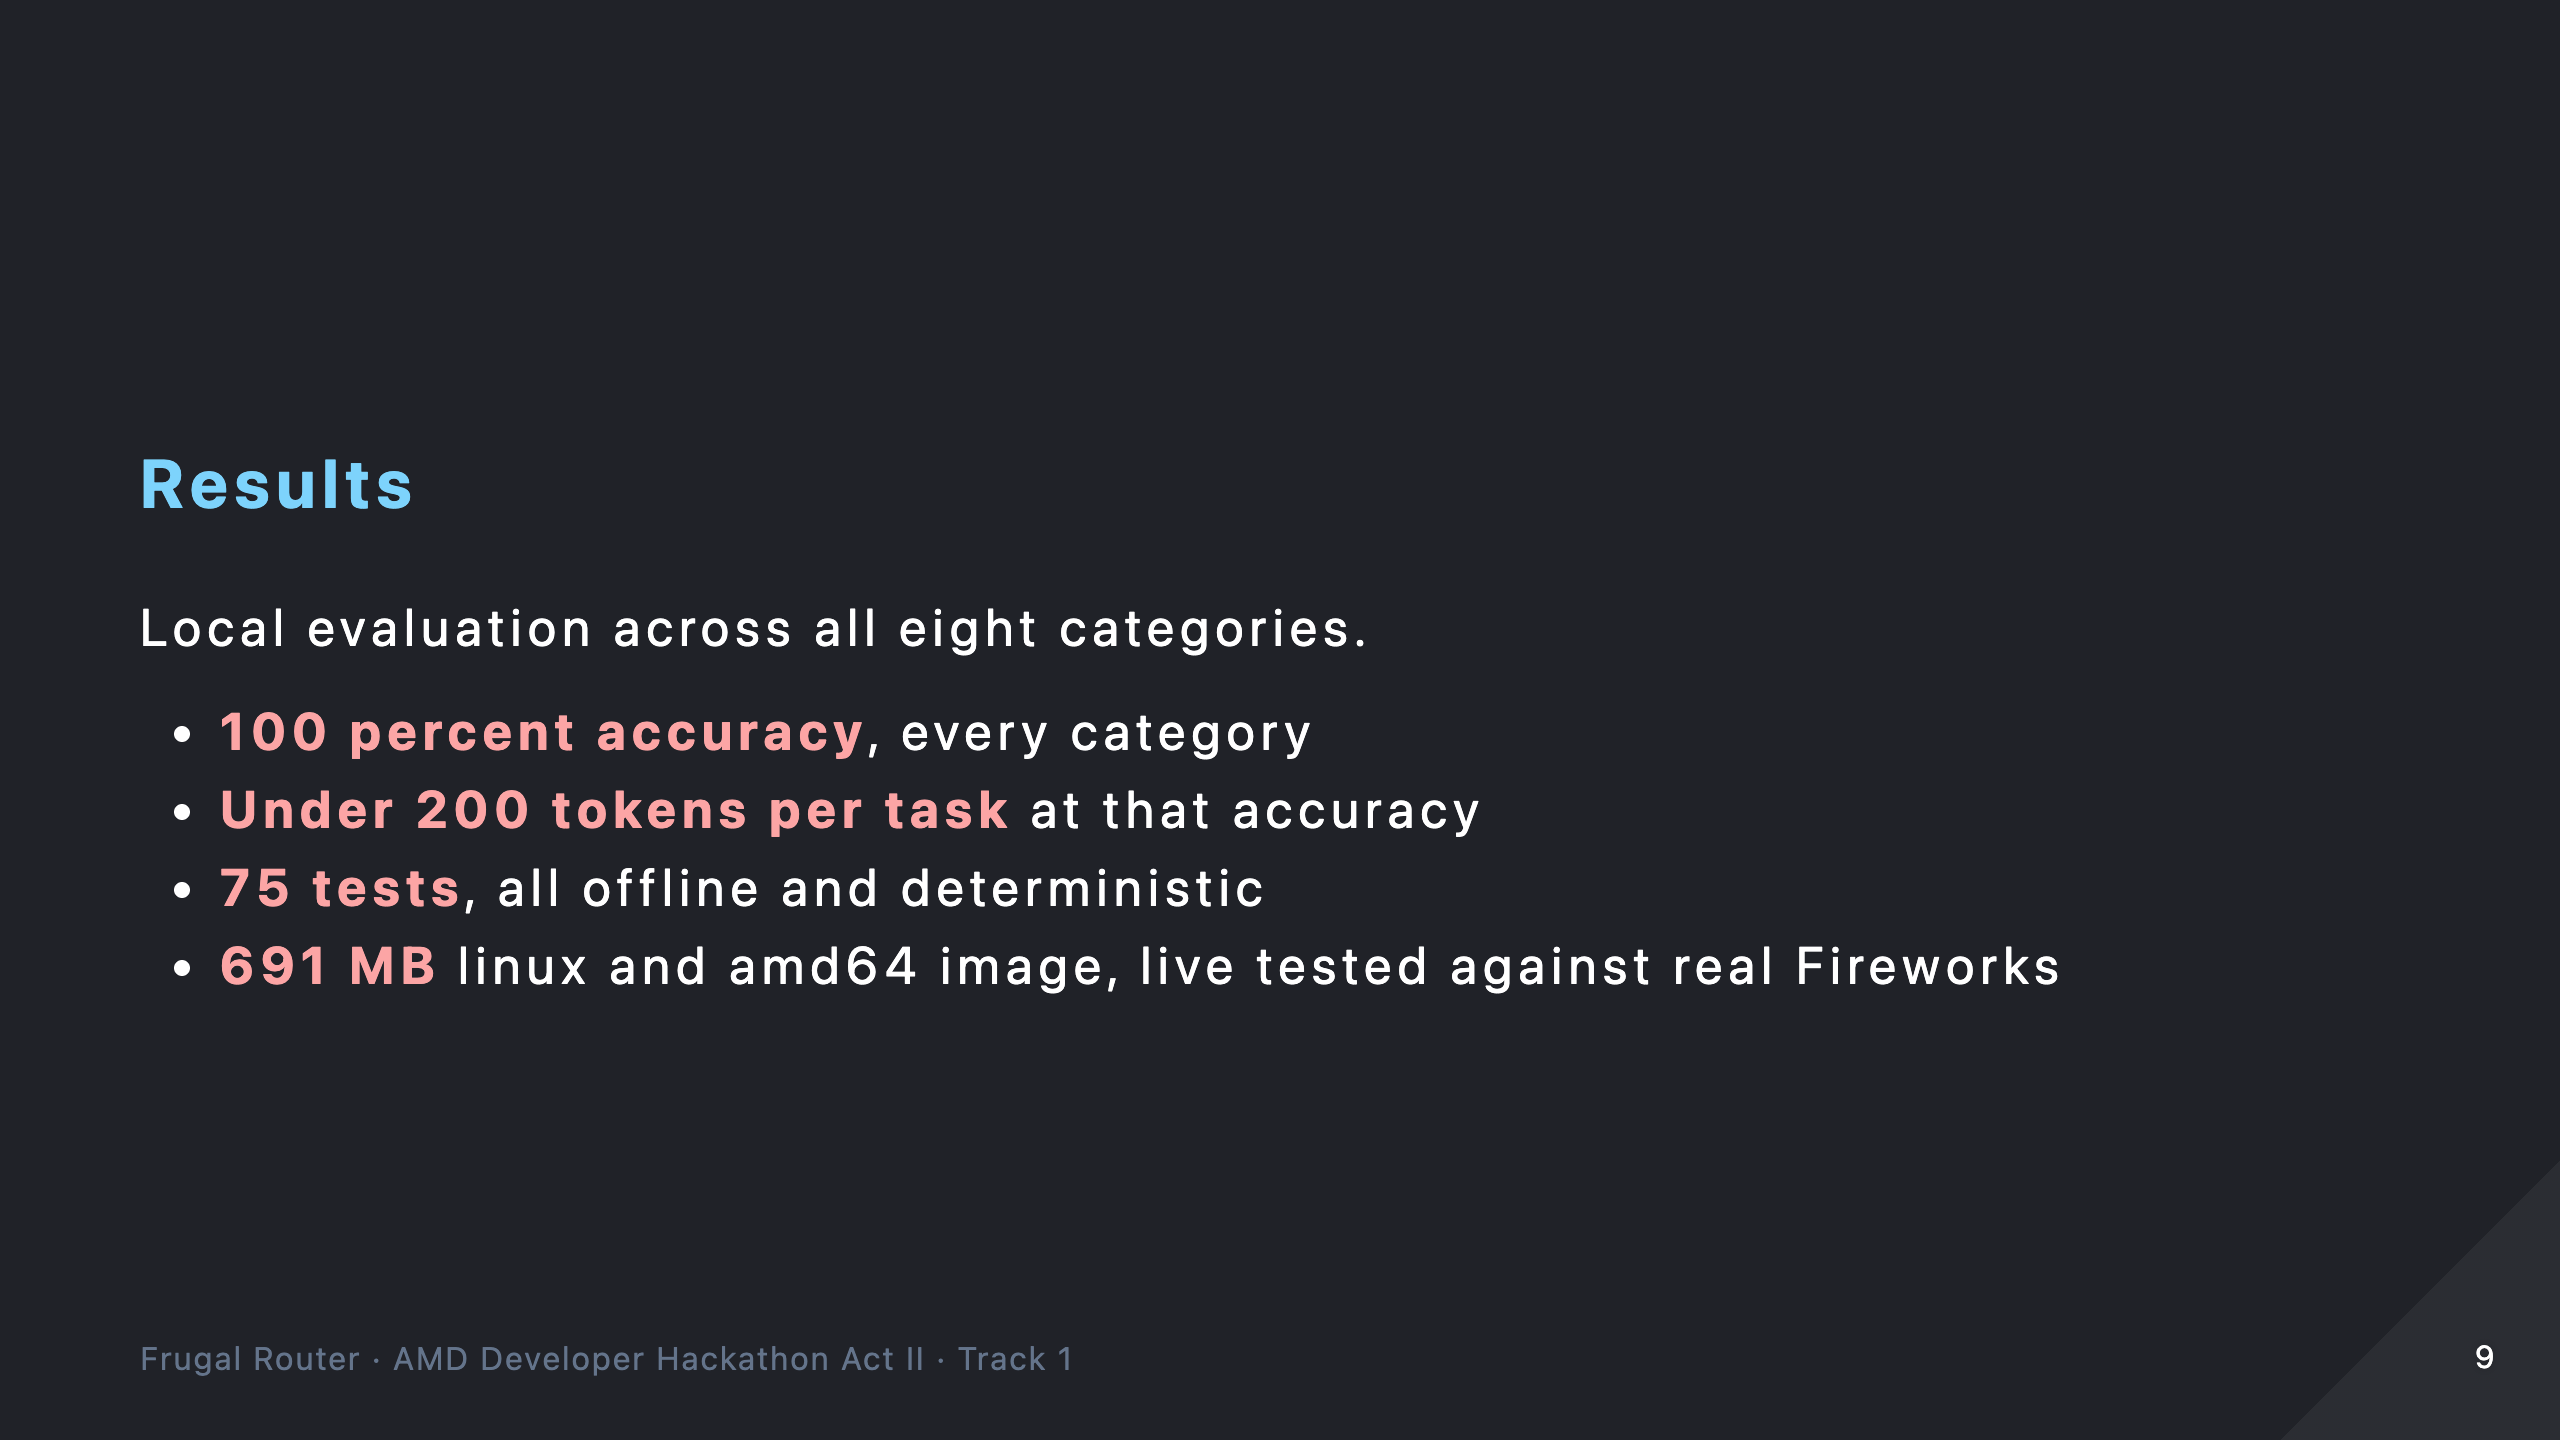 Results
Local evaluation across all eight categories.
• 100 percent accuracy, every category
• Under 200 tokens per task at that accuracy
• 75 tests, all offline and deterministic
• 691 MB linux and amd64 image, live tested against real Fireworks
Frugal Router · AMD Developer Hackathon Act II · Track 1
9